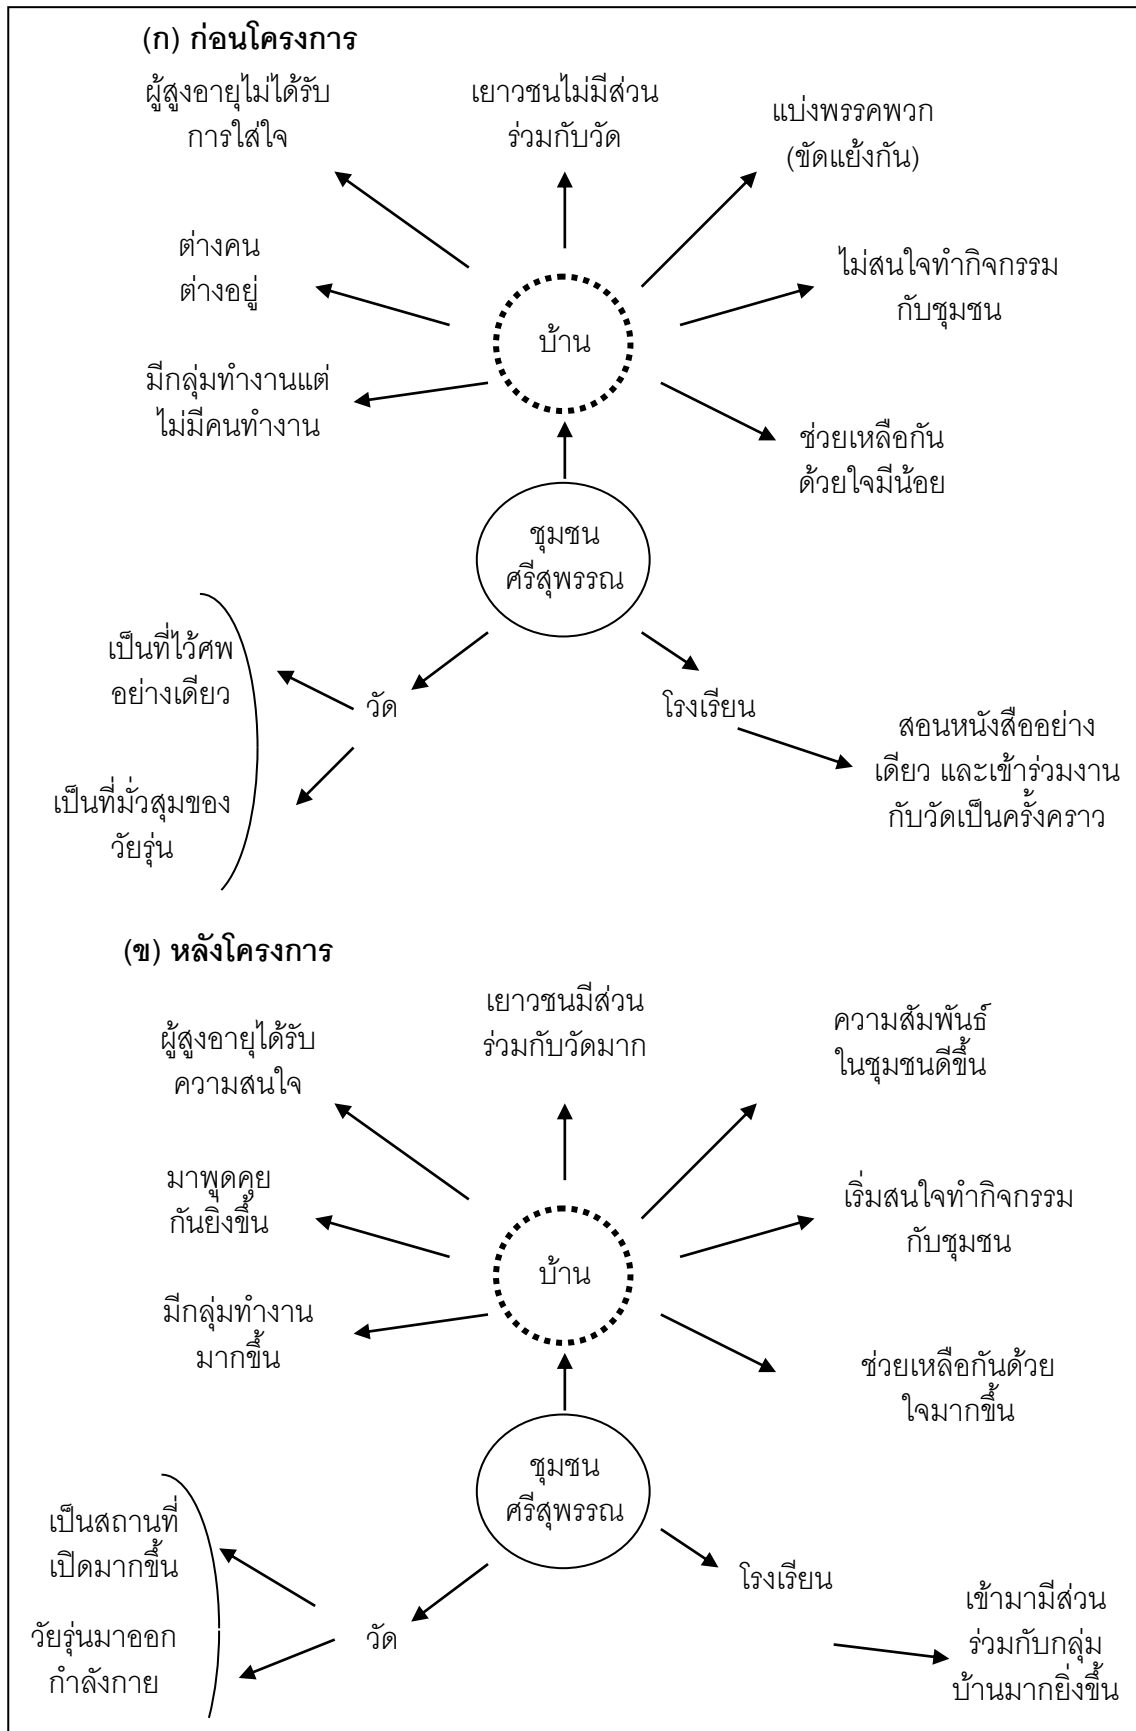 (ก) ก่อนโครงการ
ผู้สูงอายุไม่ได้รับ
การใส่ใจ
เยาวชนไม่มีส่วน
ร่วมกับวัด
แบ่งพรรคพวก
(ขัดแย้งกัน)
ต่างคน
ต่างอยู่
ไม่สนใจทำกิจกรรม
กับชุมชน
บ้าน
มีกลุ่มทำงานแต่
ไม่มีคนทำงาน
ช่วยเหลือกัน
ด้วยใจมีน้อย
ชุมชน
ศรีสุพรรณ
เป็นที่ไว้ศพ
อย่างเดียว
วัด
โรงเรียน
เป็นที่มั่วสุมของ
วัยรุ่น
สอนหนังสืออย่าง
เดียว และเข้าร่วมงาน
กับวัดเป็นครั้งคราว
(ข) หลังโครงการ
ผู้สูงอายุได้รับ
ความสนใจ
เยาวชนมีส่วน
ร่วมกับวัดมาก
ความสัมพันธ์
ในชุมชนดีขึ้น
มาพูดคุย
กันยิ่งขึ้น
เริ่มสนใจทำกิจกรรม
กับชุมชน
บ้าน
มีกลุ่มทำงาน
มากขึ้น
ช่วยเหลือกันด้วย
ใจมากขึ้น
ชุมชน
ศรีสุพรรณ
เป็นสถานที่
เปิดมากขึ้น
วัด
โรงเรียน
วัยรุ่นมาออก
กำลังกาย
เข้ามามีส่วน
ร่วมกับกลุ่ม
บ้านมากยิ่งขึ้น